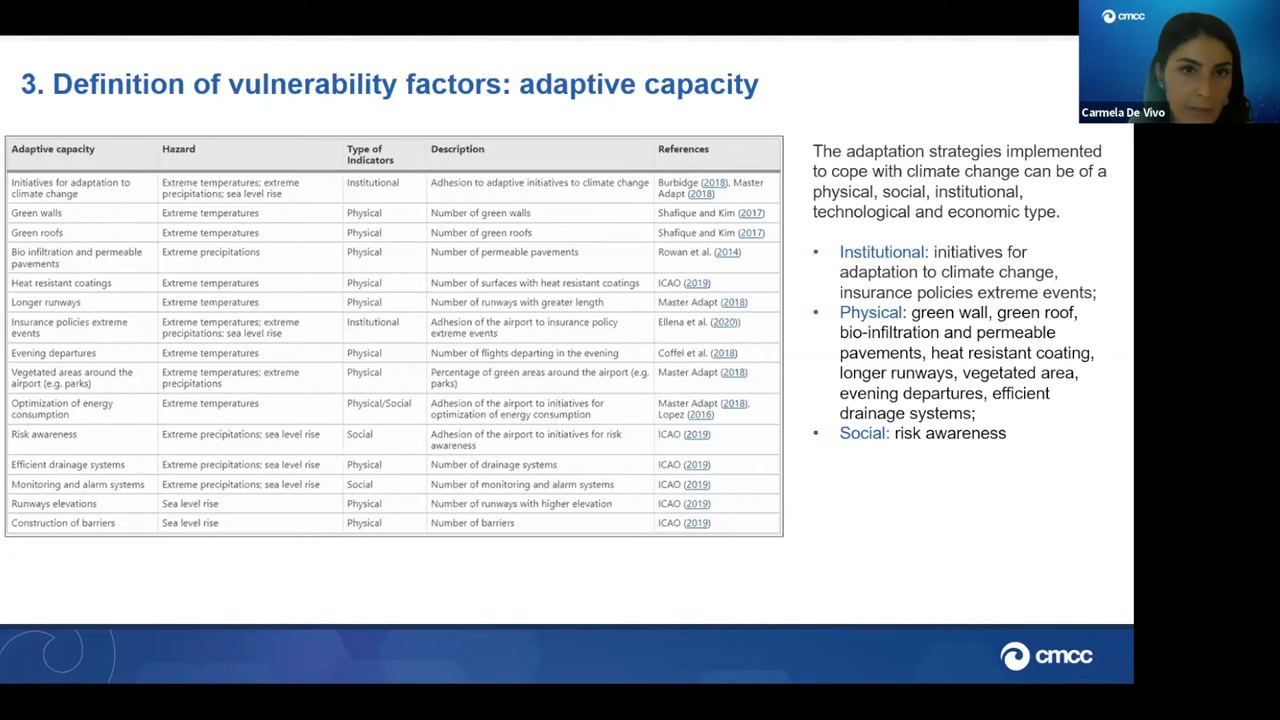 cmcc
Carmela De Vivo
3. Definition of vulnerability factors: adaptive capacity
Adaptive capacity Hazard Type of Indicators Description References
Initiatives for adaptation to climate change Extreme temperatures; extreme precipitations; sea level rise Institutional Adhesion to adaptive initiatives to climate change Burbidge (2018), Master Adapt (2018)
Green walls Extreme temperatures Physical Number of green walls Shafique and Kim (2017)
Green roofs Extreme temperatures Physical Number of green roofs Shafique and Kim (2017)
Bio infiltration and permeable pavements Extreme precipitations Physical Number of permeable pavements Rowan et al. (2014)
Heat resistant coatings Extreme temperatures Physical Number of surfaces with heat resistant coatings ICAO (2019)
Longer runways Extreme temperatures Physical Number of runways with greater length Master Adapt (2018)
Insurance policies extreme events Extreme temperatures; extreme precipitations; sea level rise Institutional Adhesion of the airport to insurance policy extreme events Ellena et al. (2020))
Evening departures Extreme temperatures Physical Number of flights departing in the evening Coffel et al. (2018)
Vegetated areas around the airport (e.g. parks) Extreme temperatures; extreme precipitations Physical Percentage of green areas around the airport (e.g. parks) Master Adapt (2018)
Optimization of energy consumption Extreme temperatures Physical/Social Adhesion of the airport to initiatives for optimization of energy consumption Master Adapt (2018), Lopez (2016)
Risk awareness Extreme precipitations; sea level rise Social Adhesion of the airport to initiatives for risk awareness ICAO (2019)
Efficient drainage systems Extreme precipitations; sea level rise Physical Number of drainage systems ICAO (2019)
Monitoring and alarm systems Extreme precipitations; sea level rise Social Number of monitoring and alarm systems ICAO (2019)
Runways elevations Sea level rise Physical Number of runways with higher elevation ICAO (2019)
Construction of barriers Sea level rise Physical Number of barriers ICAO (2019)
The adaptation strategies implemented
to cope with climate change can be of a
physical, social, institutional,
technological and economic type.
• Institutional: initiatives for
adaptation to climate change,
insurance policies extreme events;
• Physical: green wall, green roof,
bio-infiltration and permeable
pavements, heat resistant coating,
longer runways, vegetated area,
evening departures, efficient
drainage systems;
• Social: risk awareness
cmcc